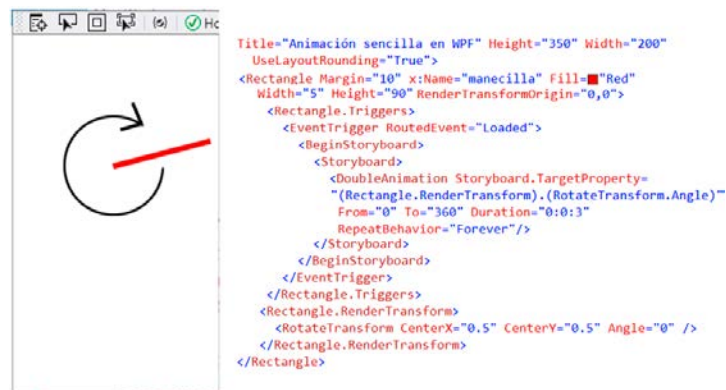 Ho
Title="Animación sencilla en WPF" Height="350" Width="200"
UseLayoutRounding="True">
<Rectangle Margin="10" x:Name="manecilla" Fill="Red"
Width="5" Height="90" RenderTransformOrigin="0,0">
<Rectangle.Triggers>
<EventTrigger RoutedEvent="Loaded">
<BeginStoryboard>
<Storyboard>
<DoubleAnimation Storyboard.TargetProperty=
"(Rectangle.RenderTransform).(RotateTransform.Angle)""
From="0" To="360" Duration="0:0:3"
RepeatBehavior="Forever"/>
</Storyboard>
</BeginStoryboard>
</EventTrigger>
</Rectangle.Triggers>
<Rectangle.RenderTransform>
<RotateTransform CenterX="0.5" CenterY="0.5" Angle="0" />
</Rectangle.RenderTransform>
</Rectangle>